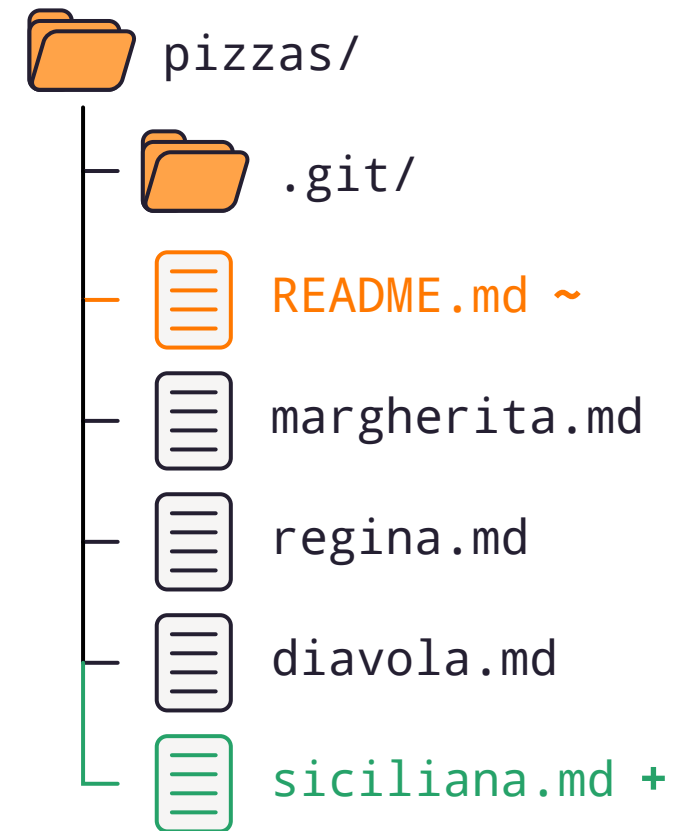 pizzas/
.git/
README.md ~
margherita.md
regina.md
diavola.md
siciliana.md +